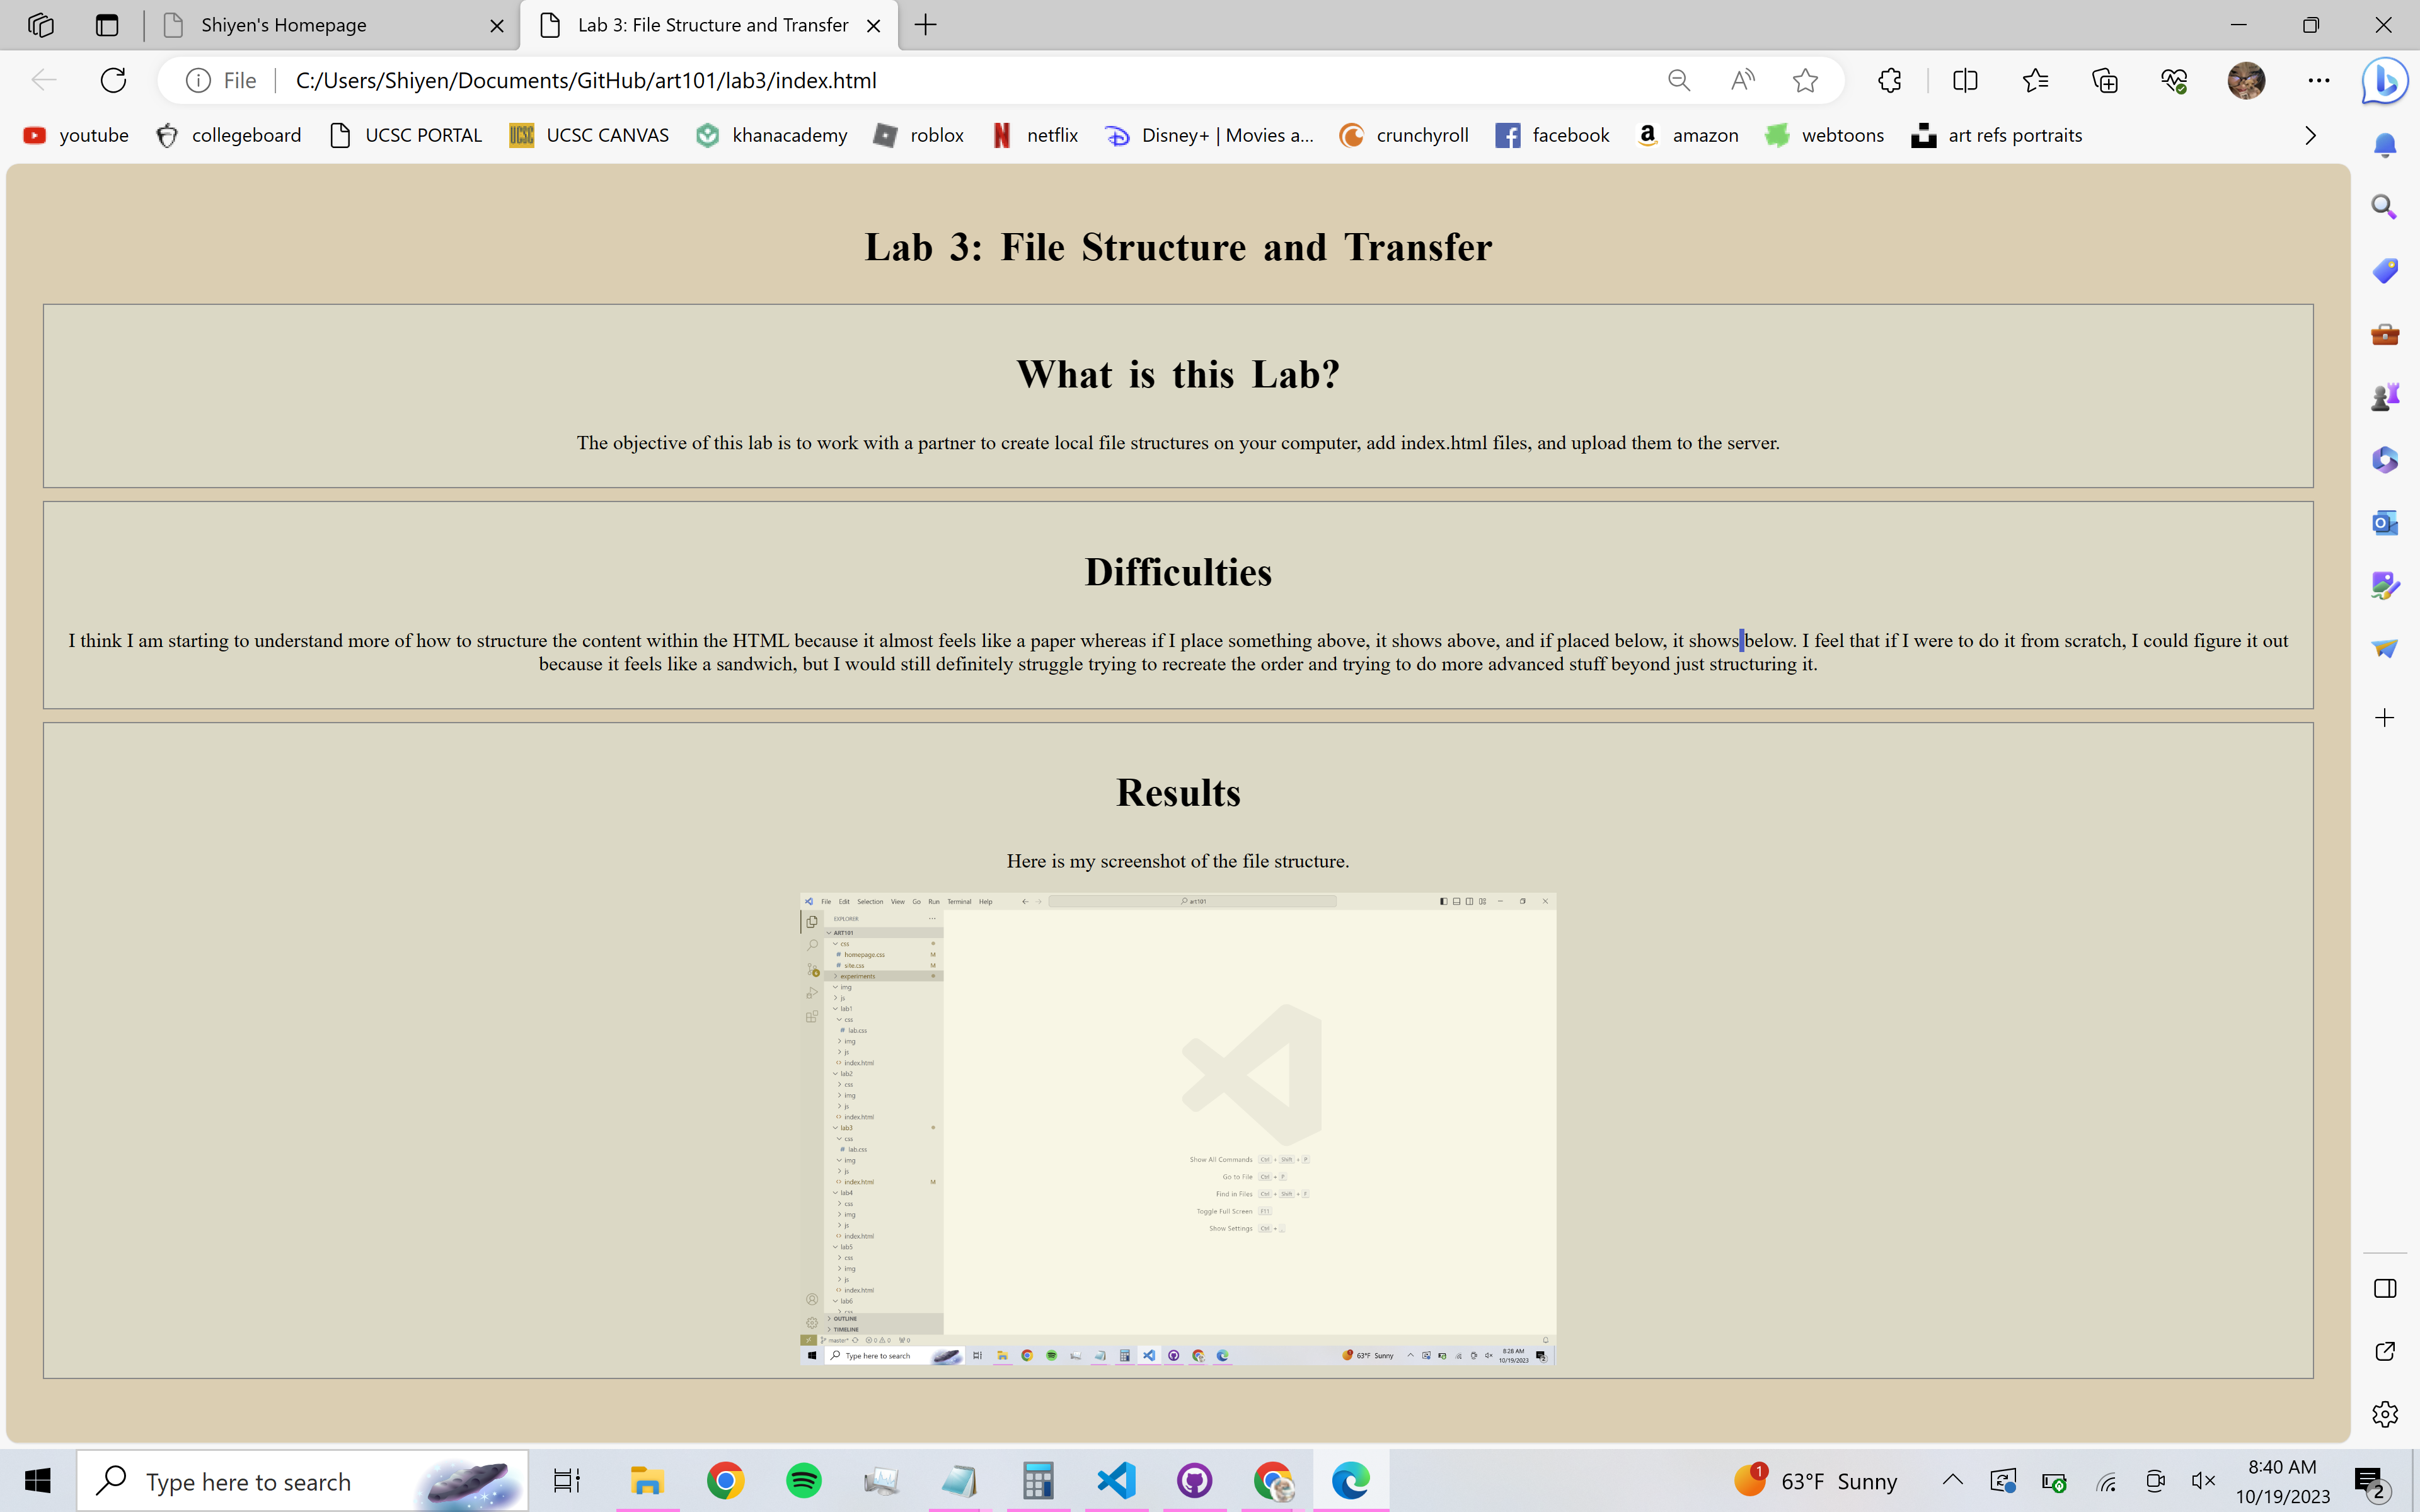 Shiyen's Homepage
Lab 3: File Structure and Transfer
File
C:/Users/Shiyen/Documents/GitHub/art101/lab3/index.html
youtube
collegeboard
UCSC PORTAL
UCSC
UCSC CANVAS
khanacademy
roblox
netflix
Disney+ | Movies a...
crunchyroll
facebook
amazon
webtoons
art refs portraits
Lab 3: File Structure and Transfer
What is this Lab?
The objective of this lab is to work with a partner to create local file structures on your computer, add index.html files, and upload them to the server.
Difficulties
I think I am starting to understand more of how to structure the content within the HTML because it almost feels like a paper whereas if I place something above, it shows above, and if placed below, it shows below. I feel that if I were to do it from scratch, I could figure it out
because it feels like a sandwich, but I would still definitely struggle trying to recreate the order and trying to do more advanced stuff beyond just structuring it.
Results
Here is my screenshot of the file structure.
File Edit Selection View Go Run Terminal Help
art101
EXPLORER
ART101
css
# homepage.css M
# site.css M
experiments
img
js
lab1
css
# lab.css
img
js
<> index.html
lab2
css
img
js
<> index.html
lab3
css
# lab.css
img
js
<> index.html M
lab4
css
img
js
<> index.html
lab5
css
img
js
<> index.html
lab6
css
OUTLINE
TIMELINE
Show All Commands Ctrl + Shift + P
Go to File Ctrl + P
Find in Files Ctrl + Shift + F
Toggle Full Screen F11
Show Settings Ctrl + ,
master* 0 0 0
Type here to search
63°F Sunny
8:28 AM
10/19/2023
Type here to search
1
63°F Sunny
8:40 AM
10/19/2023
2